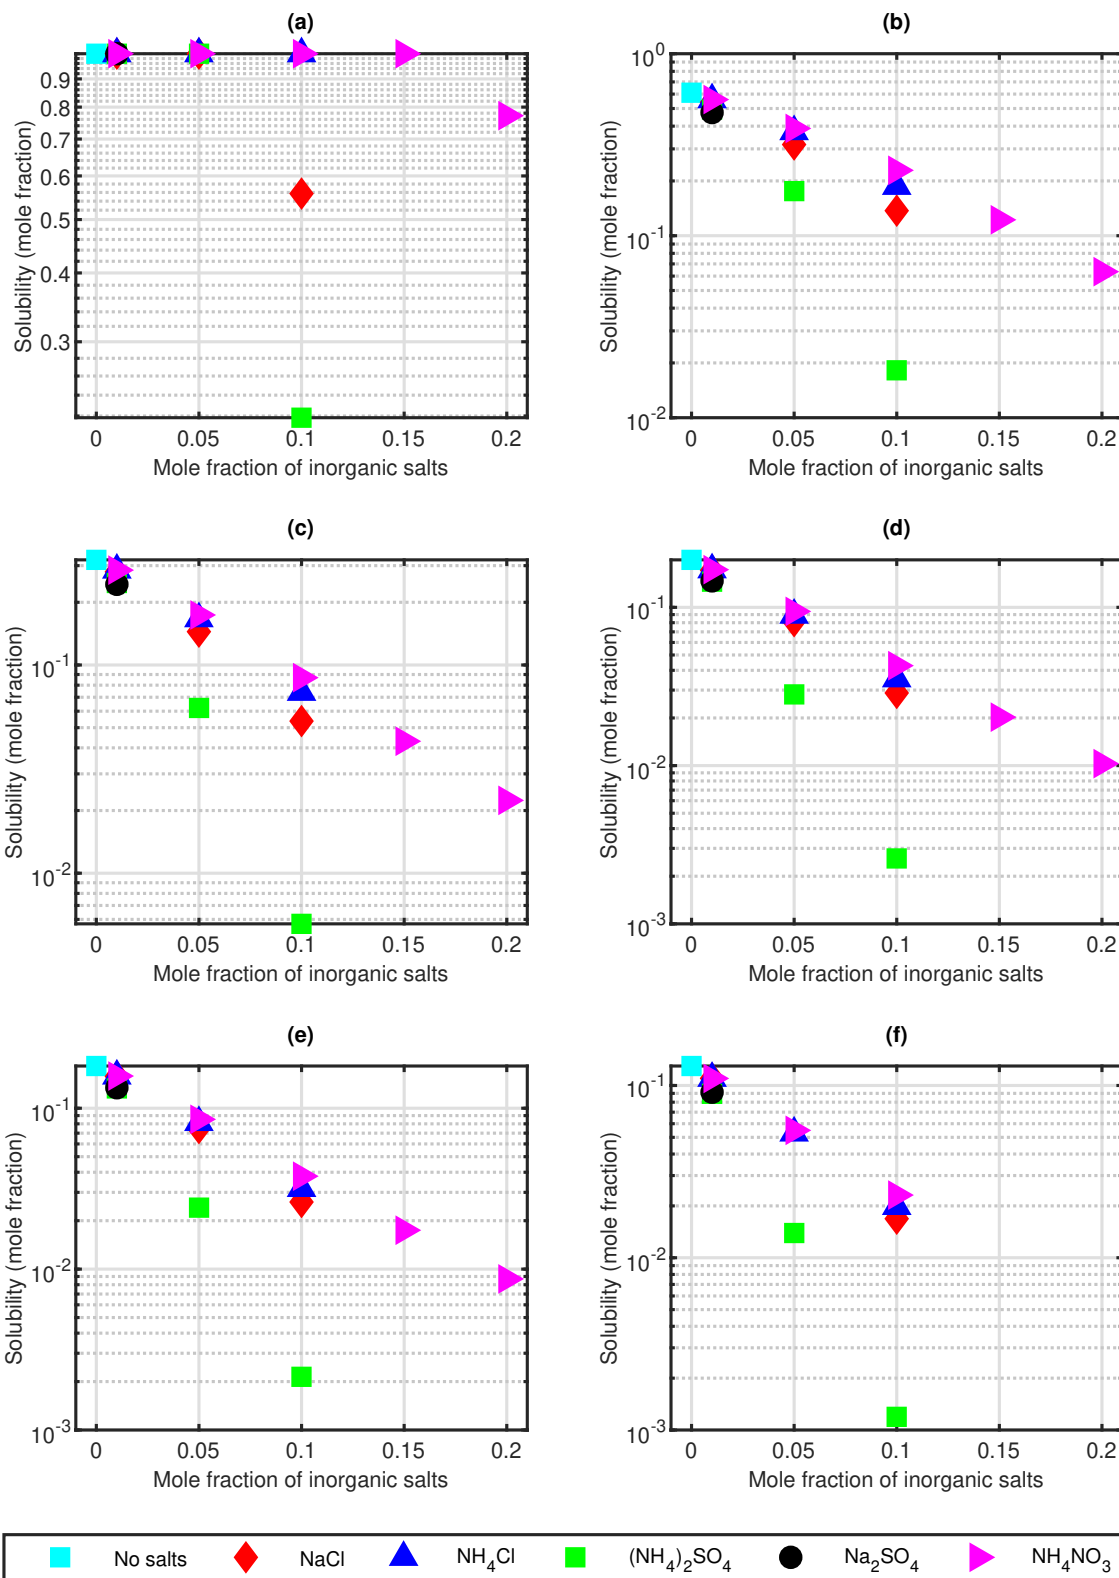 (a)
0.9
0.8
0.7
0.6
0.5
0.4
0.3
Solubility (mole fraction)
0 0.05 0.1 0.15 0.2
Mole fraction of inorganic salts
(b)
10^0
10^-1
10^-2
Solubility (mole fraction)
0 0.05 0.1 0.15 0.2
Mole fraction of inorganic salts
(c)
10^-1
10^-2
Solubility (mole fraction)
0 0.05 0.1 0.15 0.2
Mole fraction of inorganic salts
(d)
10^-1
10^-2
10^-3
Solubility (mole fraction)
0 0.05 0.1 0.15 0.2
Mole fraction of inorganic salts
(e)
10^-1
10^-2
10^-3
Solubility (mole fraction)
0 0.05 0.1 0.15 0.2
Mole fraction of inorganic salts
(f)
10^-1
10^-2
10^-3
Solubility (mole fraction)
0 0.05 0.1 0.15 0.2
Mole fraction of inorganic salts
No salts NaCl NH₄Cl (NH₄)₂SO₄ Na₂SO₄ NH₄NO₃